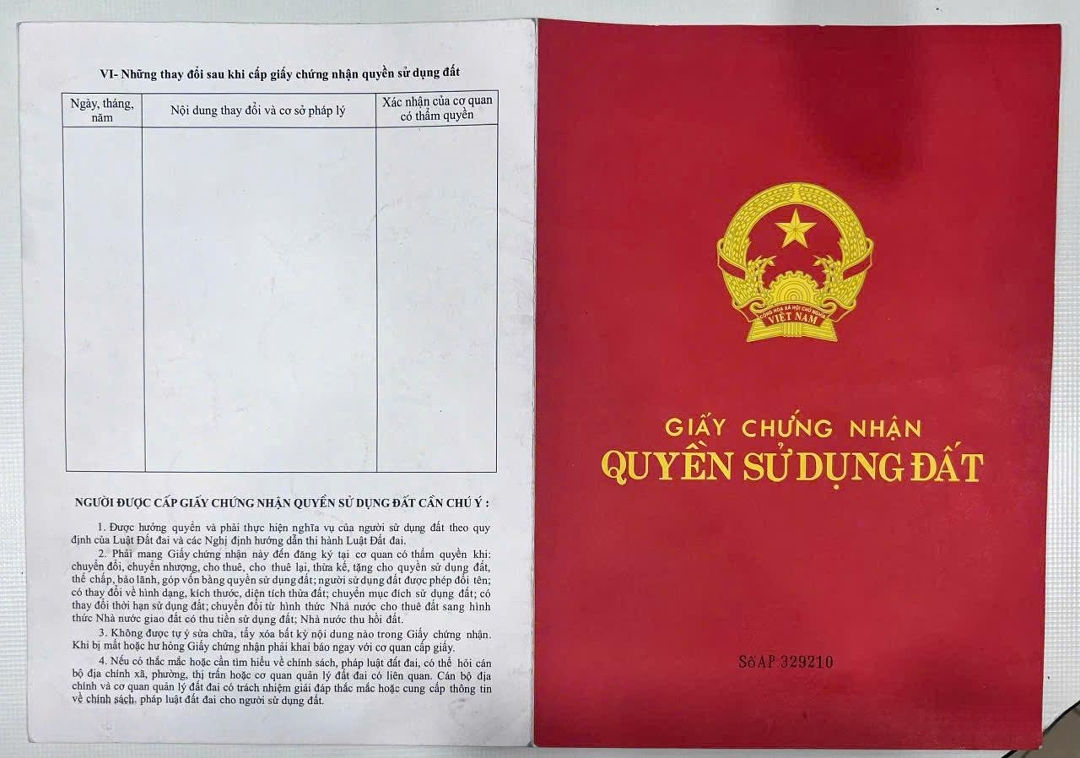 VI- Những thay đổi sau khi cấp giấy chứng nhận quyền sử dụng đất
Ngày, tháng, năm
Nội dung thay đổi và cơ sở pháp lý
Xác nhận của cơ quan có thẩm quyền
NGƯỜI ĐƯỢC CẤP GIẤY CHỨNG NHẬN QUYỀN SỬ DỤNG ĐẤT CẦN CHÚ Ý :
1. Được hưởng quyền và phải thực hiện nghĩa vụ của người sử dụng đất theo quy
định của Luật Đất đai và các Nghị định hướng dẫn thi hành Luật Đất đai.
2. Phải mang Giấy chứng nhận này đến đăng ký tại cơ quan có thẩm quyền khi:
chuyển đổi, chuyển nhượng, cho thuê, cho thuê lại, thừa kế, tặng cho quyền sử dụng đất,
thế chấp, bảo lãnh, góp vốn bằng quyền sử dụng đất; người sử dụng đất được phép đổi tên;
có thay đổi về hình dạng, kích thước, diện tích thửa đất; chuyển mục đích sử dụng đất; có
thay đổi thời hạn sử dụng đất; chuyển đổi từ hình thức Nhà nước cho thuê đất sang hình
thức Nhà nước giao đất có thu tiền sử dụng đất; Nhà nước thu hồi đất.
3. Không được tự ý sửa chữa, tẩy xóa bất kỳ nội dung nào trong Giấy chứng nhận.
Khi bị mất hoặc hư hỏng Giấy chứng nhận phải khai báo ngay với cơ quan cấp giấy.
4. Nếu có thắc mắc hoặc cần tìm hiểu về chính sách, pháp luật đất đai, có thể hỏi cán
bộ địa chính xã, phường, thị trấn hoặc cơ quan quản lý đất đai có liên quan. Cán bộ địa
chính và cơ quan quản lý đất đai có trách nhiệm giải đáp thắc mắc hoặc cung cấp thông tin
về chính sách, pháp luật đất đai cho người sử dụng đất.
CỘNG HÒA XÃ HỘI CHỦ NGHĨA
VIỆT NAM
GIẤY CHỨNG NHẬN
QUYỀN SỬ DỤNG ĐẤT
Số AP 329210